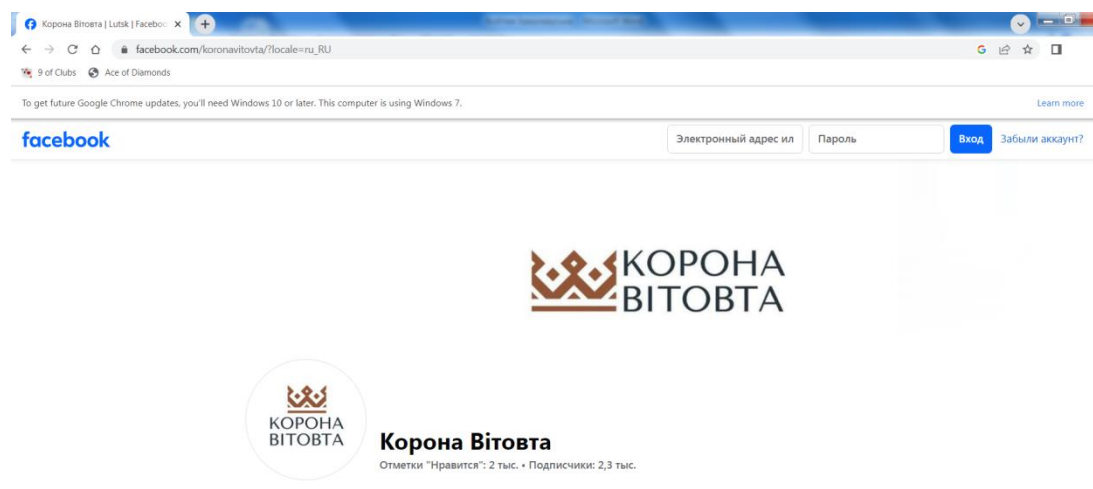 Корона Вітовта | Lutsk | Faceboo
facebook.com/koronavitovta/?locale=ru_RU
9 of Clubs Ace of Diamonds
To get future Google Chrome updates, you'll need Windows 10 or later. This computer is using Windows 7. Learn more
facebook Электронный адрес ил Пароль Вход Забыли аккаунт?
КОРОНА
ВІТОВТА
КОРОНА
ВІТОВТА
Корона Вітовта
Отметки "Нравится": 2 тыс. • Подписчики: 2,3 тыс.